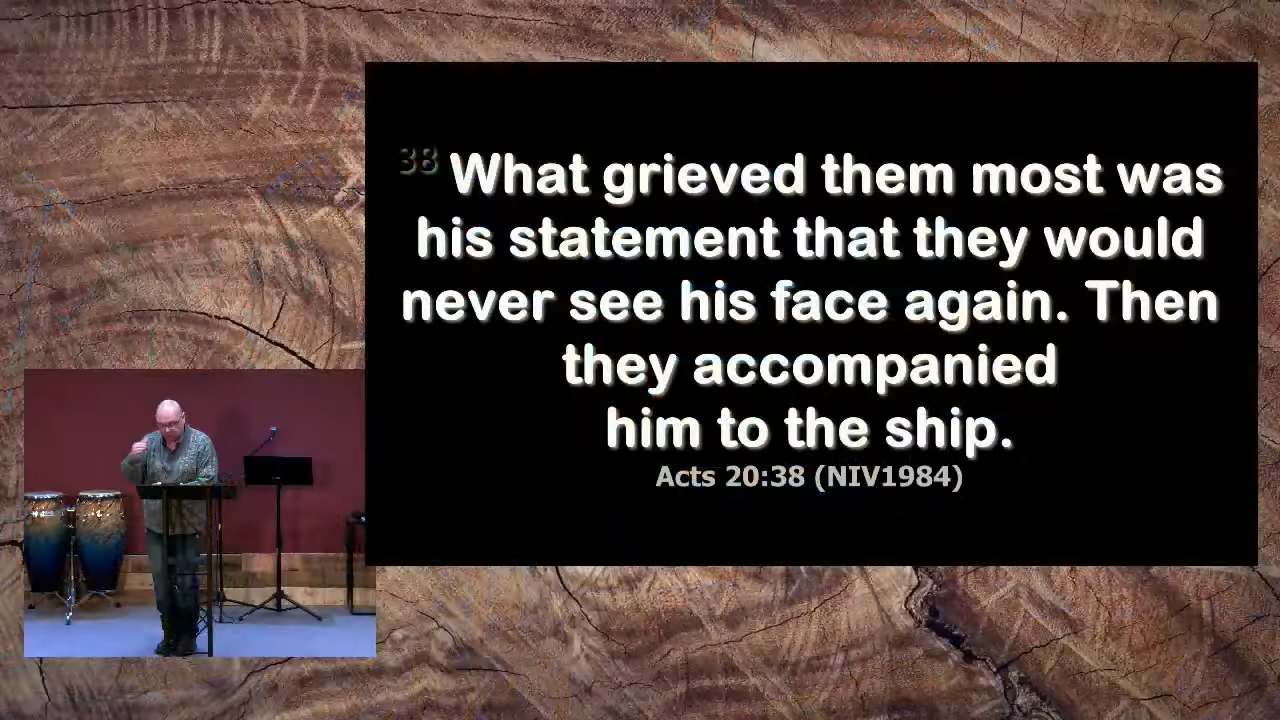 38 What grieved them most was
his statement that they would
never see his face again. Then
they accompanied
him to the ship.
Acts 20:38 (NIV1984)